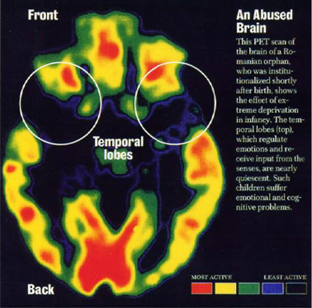 Front
An Abused
Brain
This PET scan of
the brain of a Ro-
manian orphan,
who was institu-
tionalized shortly
after birth, shows
the effect of ex-
treme deprivation
in infancy. The tem-
poral lobes (top),
which regulate
emotions and re-
ceive input from the
senses, are nearly
quiescent. Such
children suffer
emotional and cog-
nitive problems.
Temporal
lobes
Back
MOST ACTIVE
LEAST ACTIVE